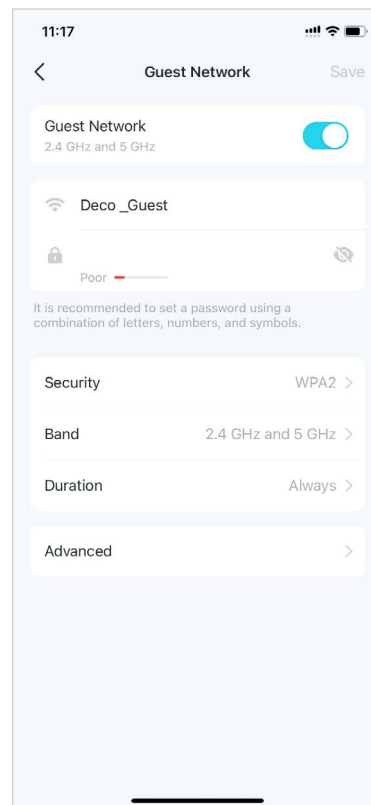 11:17
Guest Network
Save
Guest Network
2.4 GHz and 5 GHz
Deco _Guest
Poor
It is recommended to set a password using a
combination of letters, numbers, and symbols.
Security WPA2
Band 2.4 GHz and 5 GHz
Duration Always
Advanced